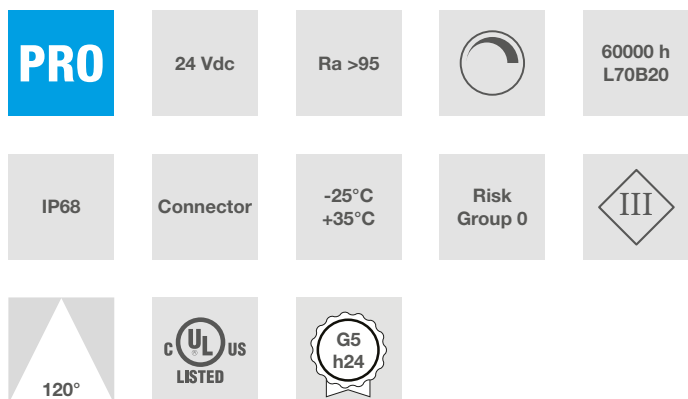 PRO
24 Vdc
Ra >95
60000 h
L70B20
IP68
Connector
-25°C
+35°C
Risk
Group 0
III
120°
C UL US
®
LISTED
G5
h24